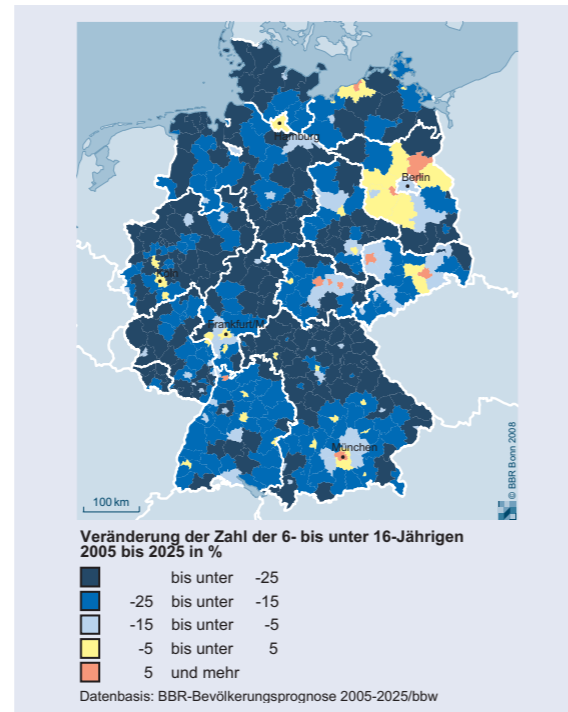 Hamburg
Berlin
Köln
Frankfurt/M.
München
100 km
© BBR Bonn 2008
Veränderung der Zahl der 6- bis unter 16-Jährigen
2005 bis 2025 in %
bis unter -25
-25 bis unter -15
-15 bis unter -5
-5 bis unter 5
5 und mehr
Datenbasis: BBR-Bevölkerungsprognose 2005-2025/bbw